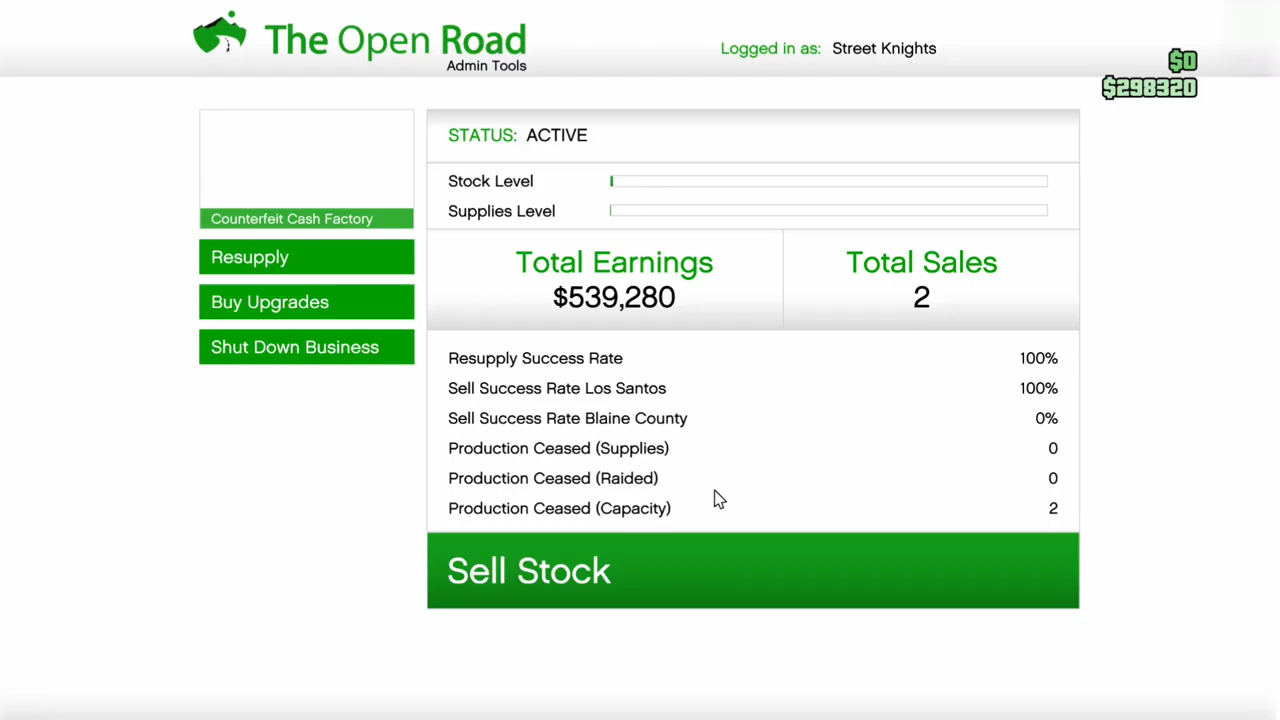 The Open Road
Admin Tools
Logged in as: Street Knights
$0
$298320
Counterfeit Cash Factory
Resupply
Buy Upgrades
Shut Down Business
STATUS: ACTIVE
Stock Level
Supplies Level
Total Earnings
$539,280
Total Sales
2
Resupply Success Rate 100%
Sell Success Rate Los Santos 100%
Sell Success Rate Blaine County 0%
Production Ceased (Supplies) 0
Production Ceased (Raided) 0
Production Ceased (Capacity) 2
Sell Stock